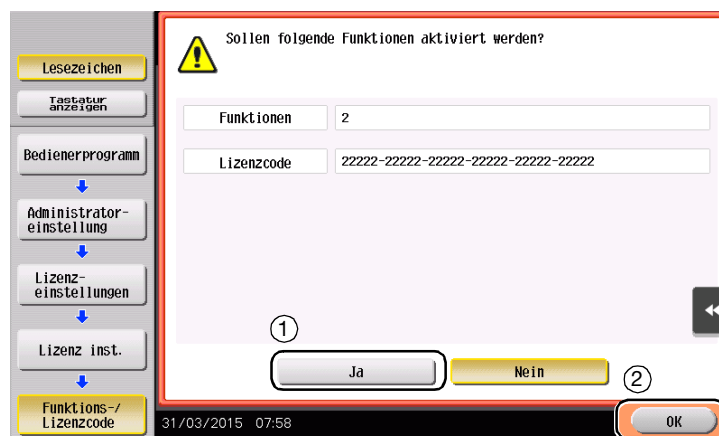 Sollen folgende Funktionen aktiviert werden?
Lesezeichen
Tastatur
anzeigen
Funktionen 2
Bedienerprogramm
Lizenzcode 22222-22222-22222-22222-22222-22222
Administrator-
einstellung
Lizenz-
einstellungen
1
Lizenz inst.
Ja Nein
2
Funktions-/
Lizenzcode
31/03/2015 07:58
OK